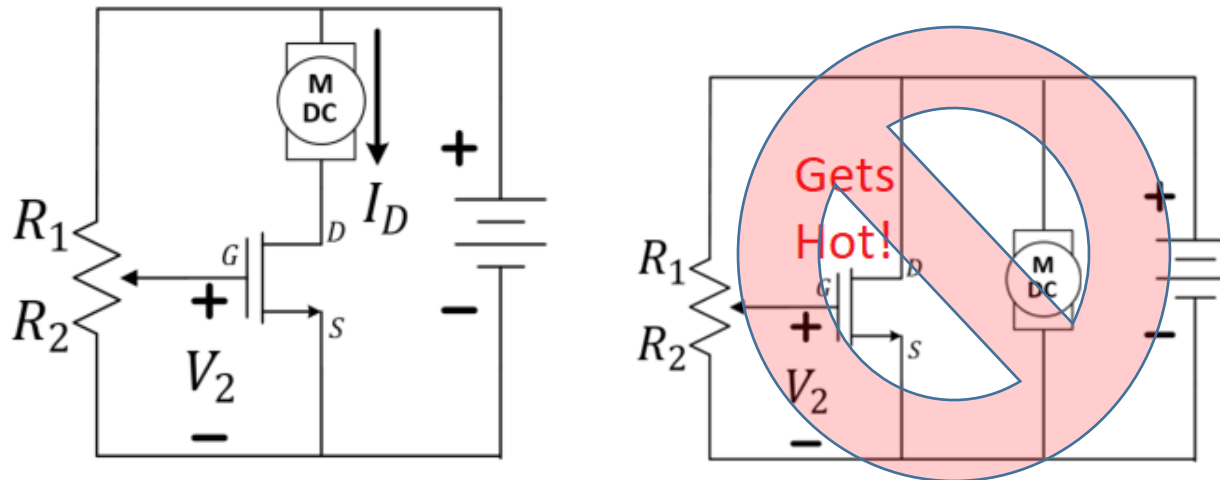 M
DC
+
I_D
R_1
G
D
R_2
+
S
V_2
−
−
Gets
Hot!
+
R_1
D
M
DC
G
R_2
+
S
−
V_2
−